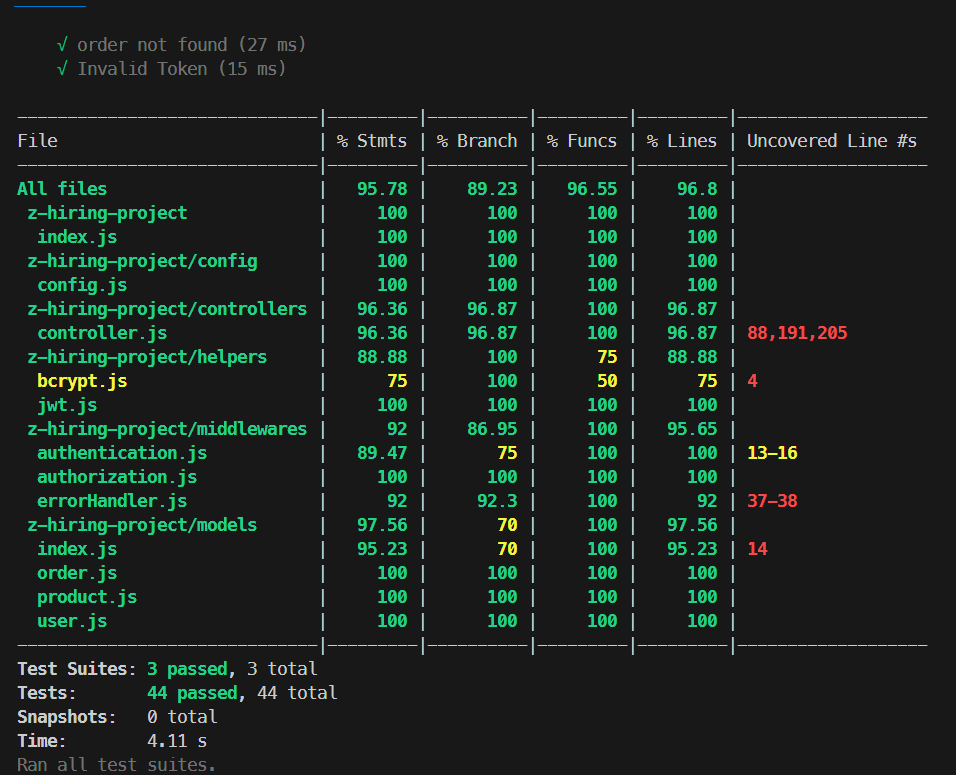 √ order not found (27 ms)
√ Invalid Token (15 ms)
------------------------------|---------|----------|---------|---------|-------------------
File                          | % Stmts | % Branch | % Funcs | % Lines | Uncovered Line #s
------------------------------|---------|----------|---------|---------|-------------------
All files                     |   95.78 |    89.23 |   96.55 |    96.8 |
 z-hiring-project             |     100 |      100 |     100 |     100 |
  index.js                    |     100 |      100 |     100 |     100 |
 z-hiring-project/config      |     100 |      100 |     100 |     100 |
  config.js                   |     100 |      100 |     100 |     100 |
 z-hiring-project/controllers |   96.36 |    96.87 |     100 |   96.87 |
  controller.js               |   96.36 |    96.87 |     100 |   96.87 | 88,191,205
 z-hiring-project/helpers     |   88.88 |      100 |      75 |   88.88 |
  bcrypt.js                   |      75 |      100 |      50 |      75 | 4
  jwt.js                      |     100 |      100 |     100 |     100 |
 z-hiring-project/middlewares |      92 |    86.95 |     100 |   95.65 |
  authentication.js           |   89.47 |       75 |     100 |     100 | 13-16
  authorization.js            |     100 |      100 |     100 |     100 |
  errorHandler.js             |      92 |     92.3 |     100 |      92 | 37-38
 z-hiring-project/models      |   97.56 |       70 |     100 |   97.56 |
  index.js                    |   95.23 |       70 |     100 |   95.23 | 14
  order.js                    |     100 |      100 |     100 |     100 |
  product.js                  |     100 |      100 |     100 |     100 |
  user.js                     |     100 |      100 |     100 |     100 |
------------------------------|---------|----------|---------|---------|-------------------
Test Suites: 3 passed, 3 total
Tests:       44 passed, 44 total
Snapshots:   0 total
Time:        4.11 s
Ran all test suites.